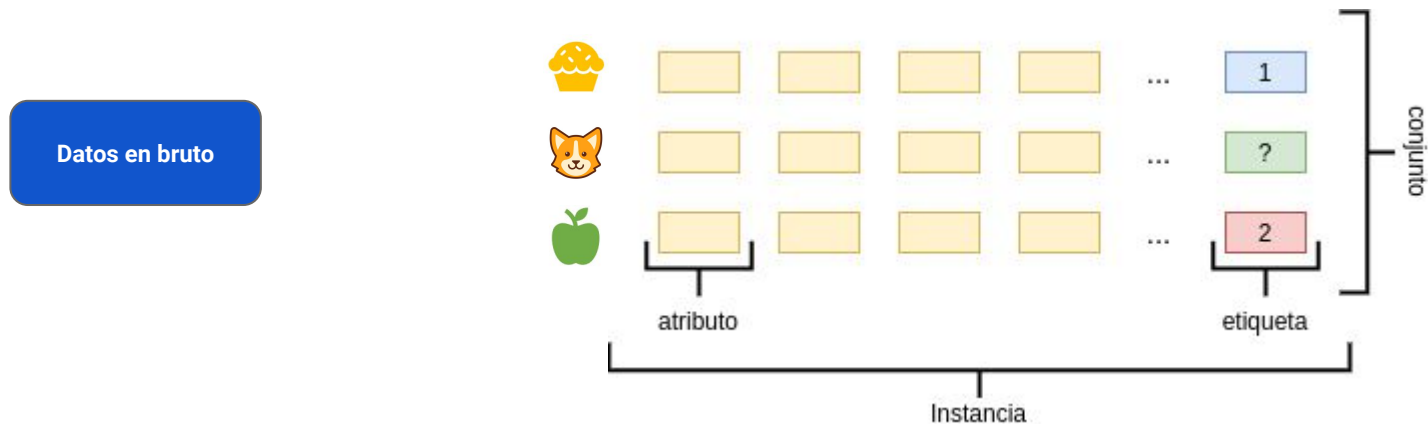 Datos en bruto
... 1
... ?
... 2
atributo
etiqueta
Instancia
conjunto